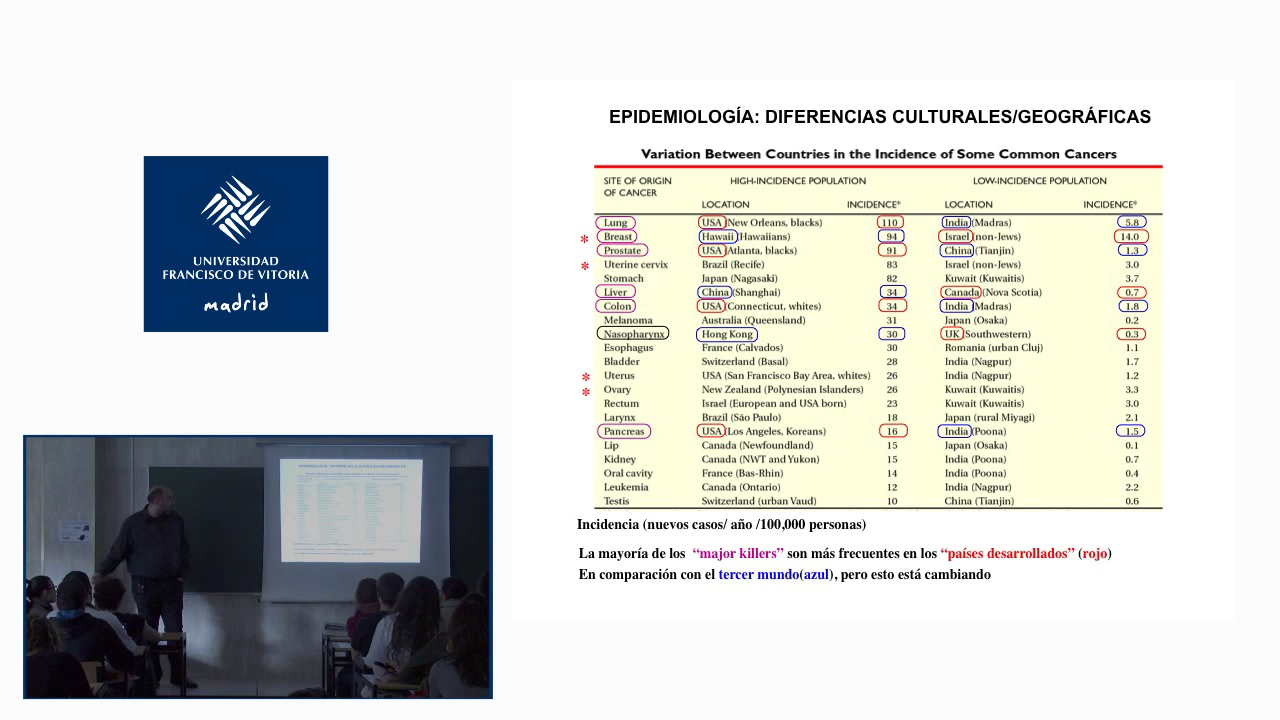 UNIVERSIDAD
FRANCISCO DE VITORIA
madrid
EPIDEMIOLOGÍA: DIFERENCIAS CULTURALES/GEOGRÁFICAS
Variation Between Countries in the Incidence of Some Common Cancers
SITE OF ORIGIN OF CANCER HIGH-INCIDENCE POPULATION LOW-INCIDENCE POPULATION
LOCATION INCIDENCE* LOCATION INCIDENCE*
Lung USA (New Orleans, blacks) 110 India (Madras) 5.8
* Breast Hawaii (Hawaiians) 94 Israel (non-Jews) 14.0
Prostate USA (Atlanta, blacks) 91 China (Tianjin) 1.3
* Uterine cervix Brazil (Recife) 83 Israel (non-Jews) 3.0
Stomach Japan (Nagasaki) 82 Kuwait (Kuwaitis) 3.7
Liver China (Shanghai) 34 Canada (Nova Scotia) 0.7
Colon USA (Connecticut, whites) 34 India (Madras) 1.8
Melanoma Australia (Queensland) 31 Japan (Osaka) 0.2
Nasopharynx Hong Kong 30 UK (Southwestern) 0.3
Esophagus France (Calvados) 30 Romania (urban Cluj) 1.1
Bladder Switzerland (Basal) 28 India (Nagpur) 1.7
* Uterus USA (San Francisco Bay Area, whites) 26 India (Nagpur) 1.2
* Ovary New Zealand (Polynesian Islanders) 26 Kuwait (Kuwaitis) 3.3
Rectum Israel (European and USA born) 23 Kuwait (Kuwaitis) 3.0
Larynx Brazil (São Paulo) 18 Japan (rural Miyagi) 2.1
Pancreas USA (Los Angeles, Koreans) 16 India (Poona) 1.5
Lip Canada (Newfoundland) 15 Japan (Osaka) 0.1
Kidney Canada (NWT and Yukon) 15 India (Poona) 0.7
Oral cavity France (Bas-Rhin) 14 India (Poona) 0.4
Leukemia Canada (Ontario) 12 India (Nagpur) 2.2
Testis Switzerland (urban Vaud) 10 China (Tianjin) 0.6
Incidencia (nuevos casos/ año /100,000 personas)
La mayoría de los “major killers” son más frecuentes en los “países desarrollados” (rojo)
En comparación con el tercer mundo(azul), pero esto está cambiando